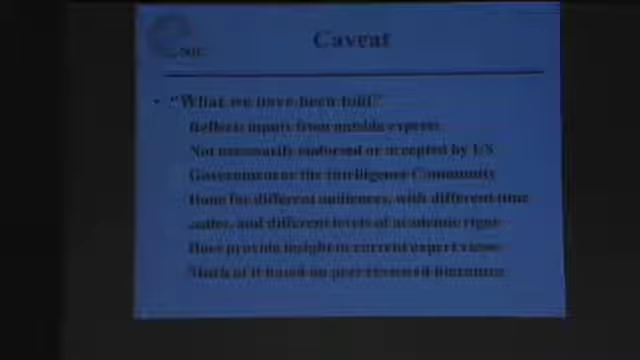 NIC
Caveat
• "What we have been told"
Reflects inputs from outside experts
Not necessarily endorsed or accepted by US
Government or the Intelligence Community
Done for different audiences, with different time
scales, and different levels of academic rigor
Does provide insight to current expert views
Much of it based on peer reviewed literature